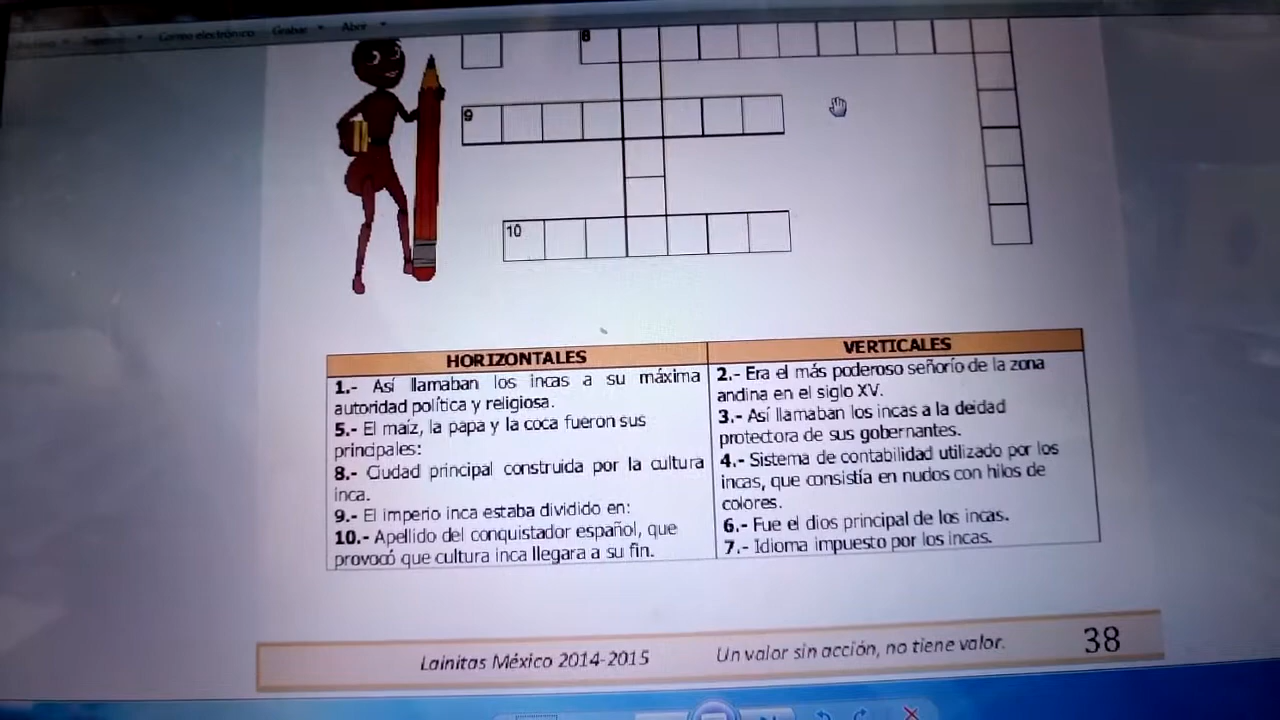 Correo electrónico Grabar Abrir
8
9
10
HORIZONTALES
1.- Así llamaban los incas a su máxima
autoridad política y religiosa.
5.- El maíz, la papa y la coca fueron sus
principales:
8.- Ciudad principal construida por la cultura
inca.
9.- El imperio inca estaba dividido en:
10.- Apellido del conquistador español, que
provocó que cultura inca llegara a su fin.
VERTICALES
2.- Era el más poderoso señorío de la zona
andina en el siglo XV.
3.- Así llamaban los incas a la deidad
protectora de sus gobernantes.
4.- Sistema de contabilidad utilizado por los
incas, que consistía en nudos con hilos de
colores.
6.- Fue el dios principal de los incas.
7.- Idioma impuesto por los incas.
Lainitas México 2014-2015
Un valor sin acción, no tiene valor.
38